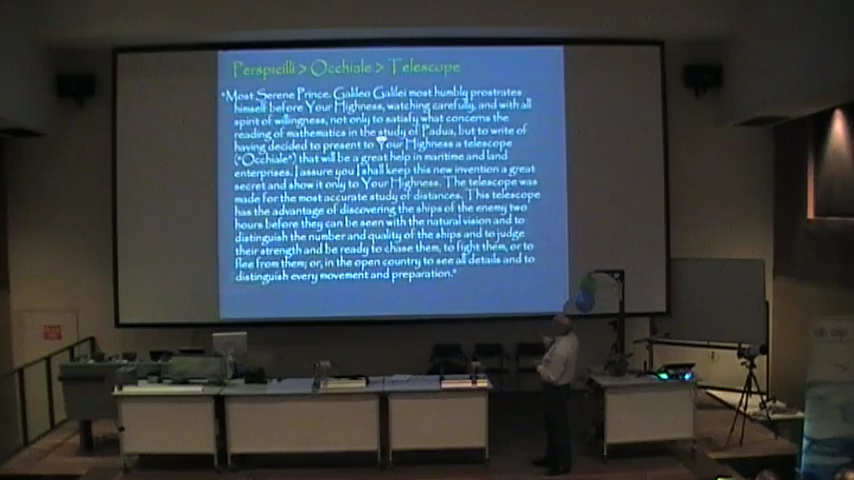 Perspicilli > Occhiale > Telescope
"Most Serene Prince. Galileo Galilei most humbly prostrates
himself before Your Highness, watching carefully, and with all
spirit of willingness, not only to satisfy what concerns the
reading of mathematics in the study of Padua, but to write of
having decided to present to Your Highness a telescope
("Occhiale") that will be a great help in maritime and land
enterprises. I assure you I shall keep this new invention a great
secret and show it only to Your Highness. The telescope was
made for the most accurate study of distances. This telescope
has the advantage of discovering the ships of the enemy two
hours before they can be seen with the natural vision and to
distinguish the number and quality of the ships and to judge
their strength and be ready to chase them, to fight them, or to
flee from them; or, in the open country to see all details and to
distinguish every movement and preparation."